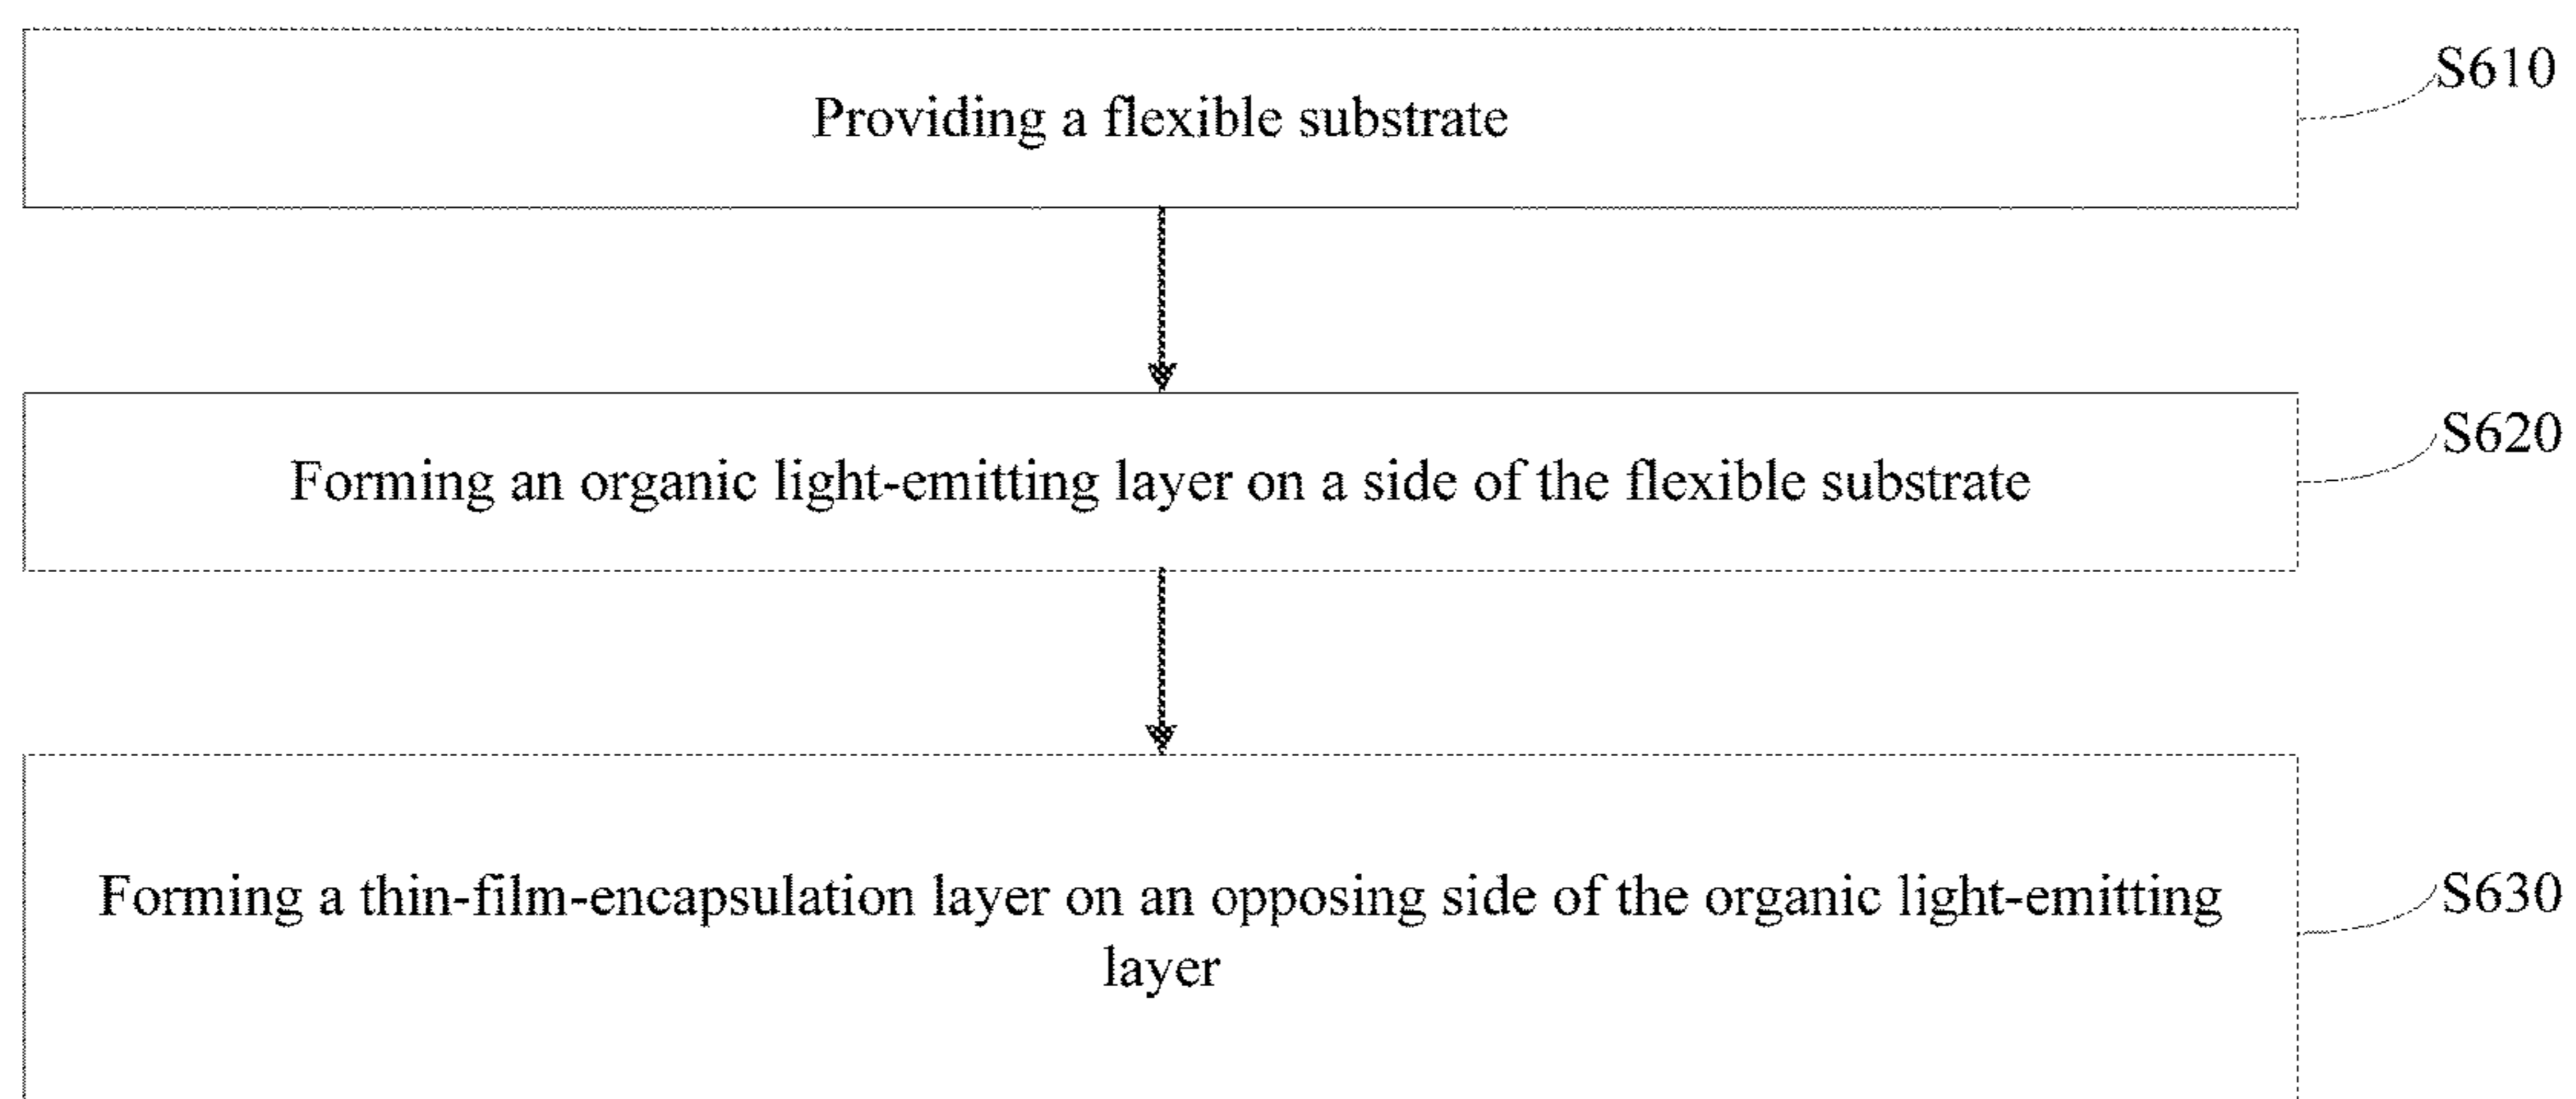 S610
Providing a flexible substrate
S620
Forming an organic light-emitting layer on a side of the flexible substrate
Forming a thin-film-encapsulation layer on an opposing side of the organic light-emitting
layer
S630